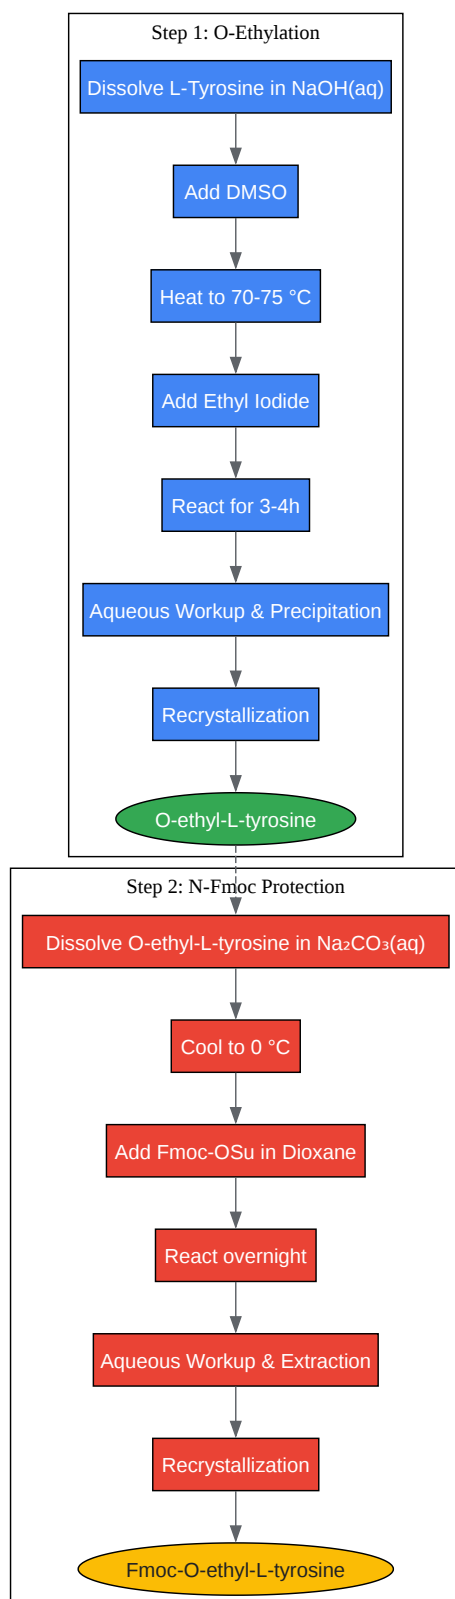 Step 1: O-Ethylation
Dissolve L-Tyrosine in NaOH(aq)
Add DMSO
Heat to 70-75 °C
Add Ethyl Iodide
React for 3-4h
Aqueous Workup & Precipitation
Recrystallization
O-ethyl-L-tyrosine
Step 2: N-Fmoc Protection
Dissolve O-ethyl-L-tyrosine in Na₂CO₃(aq)
Cool to 0 °C
Add Fmoc-OSu in Dioxane
React overnight
Aqueous Workup & Extraction
Recrystallization
Fmoc-O-ethyl-L-tyrosine